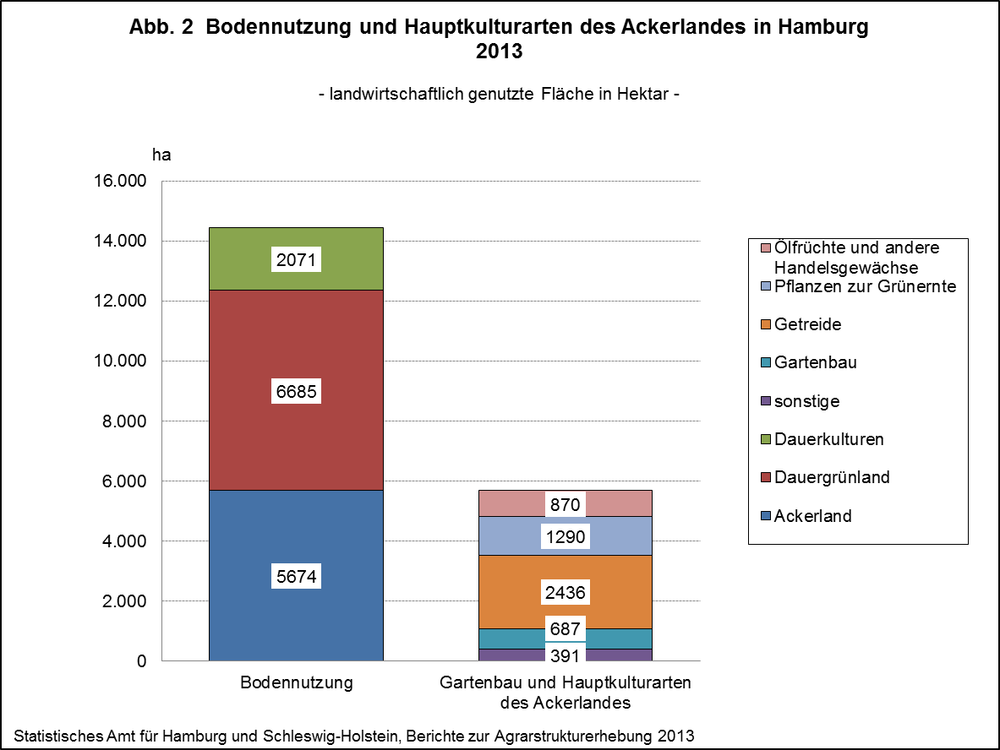 Abb. 2  Bodennutzung und Hauptkulturarten des Ackerlandes in Hamburg
2013
- landwirtschaftlich genutzte Fläche in Hektar -
ha
16.000
14.000
12.000
10.000
8.000
6.000
4.000
2.000
0
2071
6685
5674
870
1290
2436
687
391
Bodennutzung
Gartenbau und Hauptkulturarten
des Ackerlandes
Ölfrüchte und andere
Handelsgewächse
Pflanzen zur Grünernte
Getreide
Gartenbau
sonstige
Dauerkulturen
Dauergrünland
Ackerland
Statistisches Amt für Hamburg und Schleswig-Holstein, Berichte zur Agrarstrukturerhebung 2013